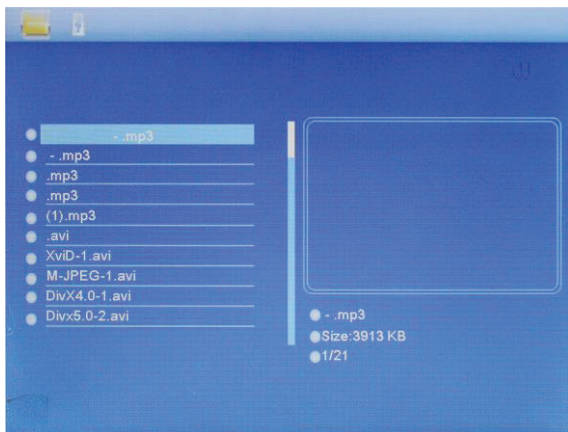 - .mp3
- .mp3
.mp3
.mp3
(1).mp3
.avi
XviD-1.avi
M-JPEG-1.avi
DivX4.0-1.avi
Divx5.0-2.avi
- .mp3
Size:3913 KB
1/21